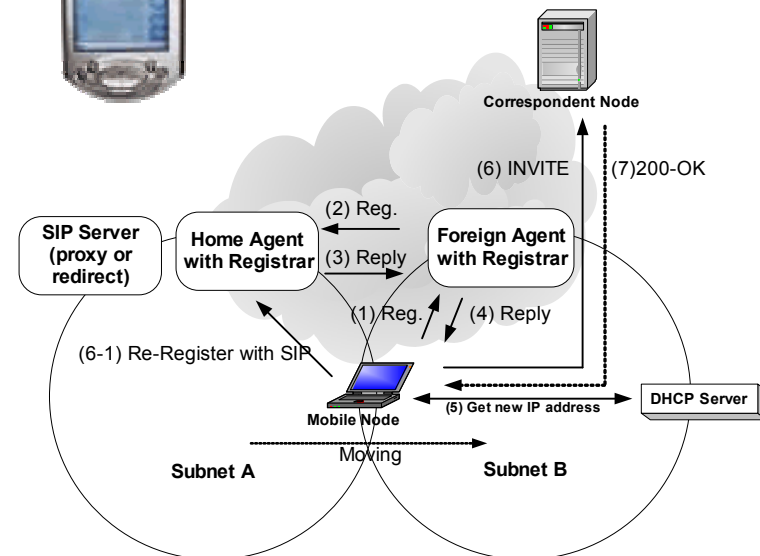 Correspondent Node
(6) INVITE
(7)200-OK
(2) Reg.
SIP Server
(proxy or
redirect)
Home Agent
with Registrar
Foreign Agent
with Registrar
(3) Reply
(1) Reg.
(4) Reply
(6-1) Re-Register with SIP
(5) Get new IP address
DHCP Server
Mobile Node
Moving
Subnet A
Subnet B